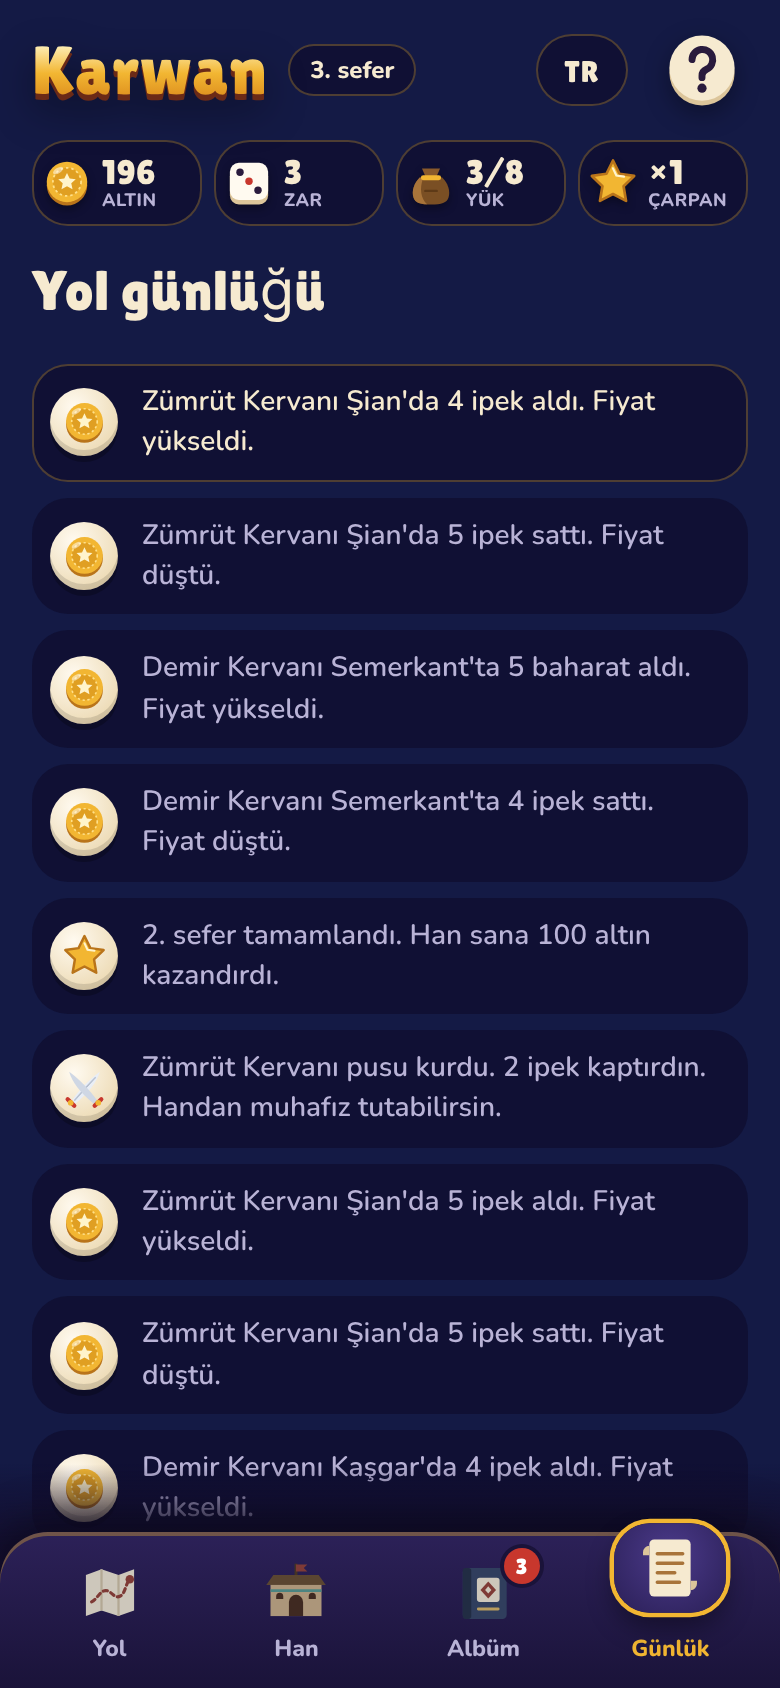 Karwan
3. sefer
TR
?
196
ALTIN
3
ZAR
3/8
YÜK
×1
ÇARPAN
Yol günlüğü
Zümrüt Kervanı Şian'da 4 ipek aldı. Fiyat
yükseldi.
Zümrüt Kervanı Şian'da 5 ipek sattı. Fiyat
düştü.
Demir Kervanı Semerkant'ta 5 baharat aldı.
Fiyat yükseldi.
Demir Kervanı Semerkant'ta 4 ipek sattı.
Fiyat düştü.
2. sefer tamamlandı. Han sana 100 altın
kazandırdı.
Zümrüt Kervanı pusu kurdu. 2 ipek kaptırdın.
Handan muhafız tutabilirsin.
Zümrüt Kervanı Şian'da 5 ipek aldı. Fiyat
yükseldi.
Zümrüt Kervanı Şian'da 5 ipek sattı. Fiyat
düştü.
Demir Kervanı Kaşgar'da 4 ipek aldı. Fiyat
yükseldi.
3
Yol
Han
Albüm
Günlük